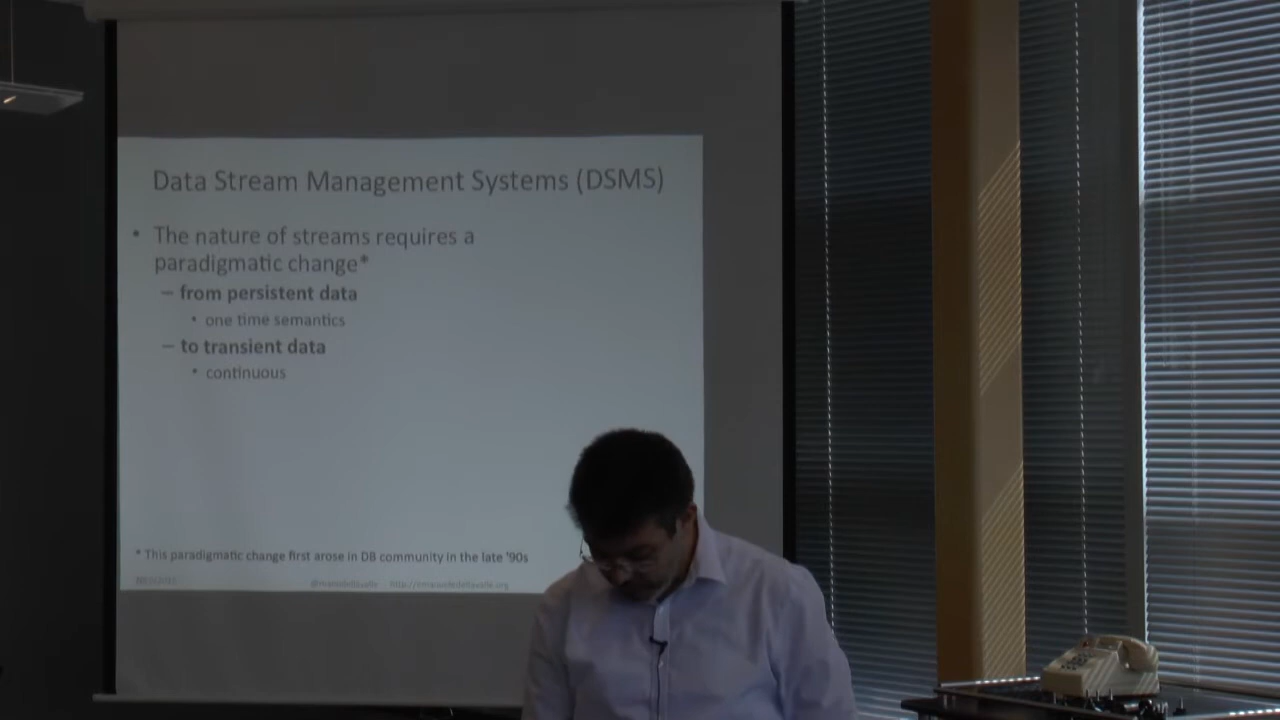 Data Stream Management Systems (DSMS)
• The nature of streams requires a
paradigmatic change*
– from persistent data
• one time semantics
– to transient data
• continuous
* This paradigmatic change first arose in DB community in the late '90s